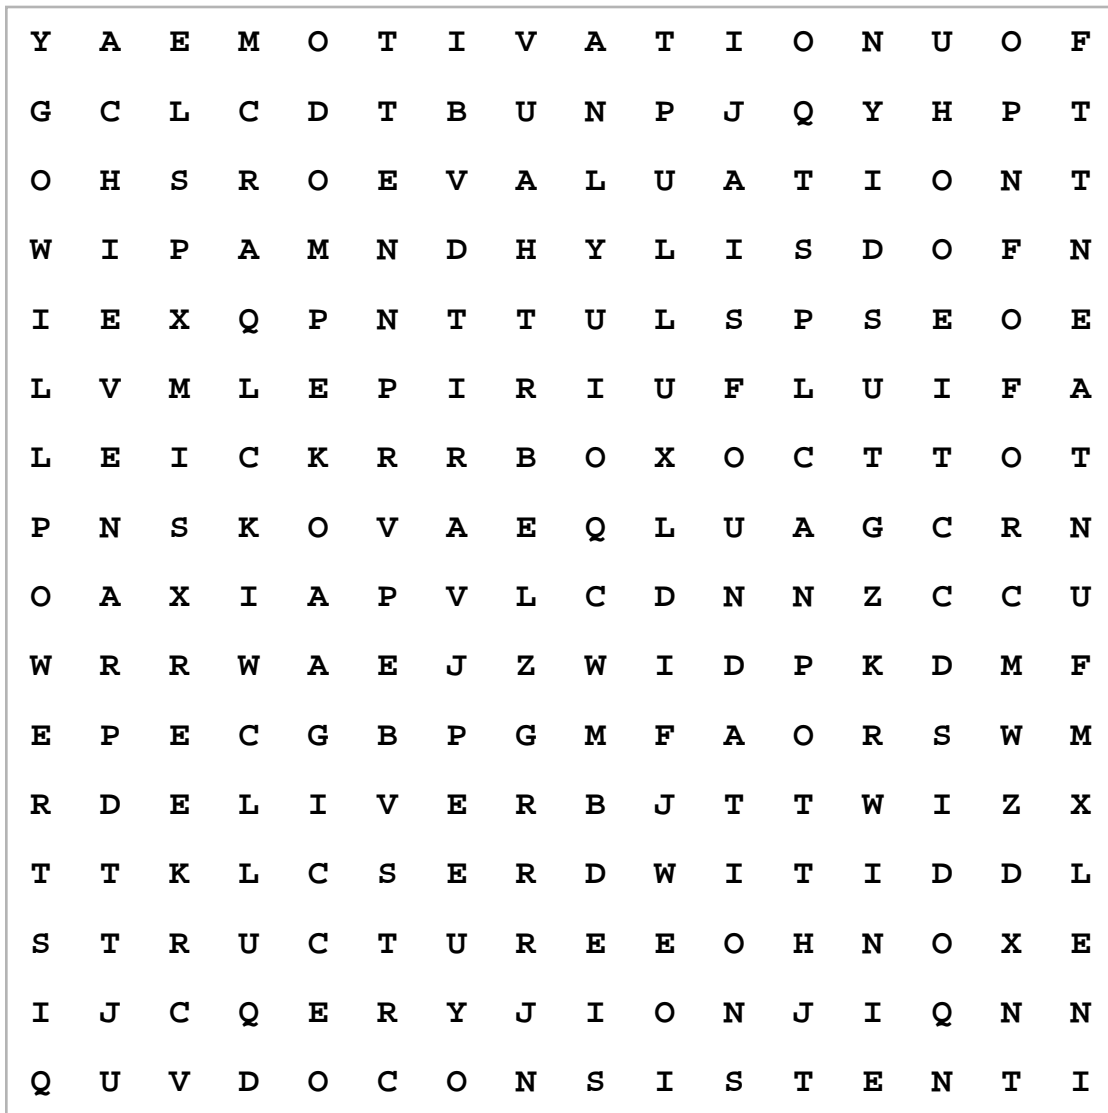 Y A E M O T I V A T I O N U O F
G C L C D T B U N P J Q Y H P T
O H S R O E V A L U A T I O N T
W I P A M N D H Y L I S D O F N
I E X Q P N T T U L S P S E O E
L V M L E P I R I U F L U I F A
L E I C K R R B O X O C T T O T
P N S K O V A E Q L U A G C R N
O A X I A P V L C D N N Z C C U
W R R W A E J Z W I D P K D M F
E P E C G B P G M F A O R S W M
R D E L I V E R B J T T W I Z X
T T K L C S E R D W I T I D D L
S T R U C T U R E E O H N O X E
I J C Q E R Y J I O N J I Q N N
Q U V D O C O N S I S T E N T I